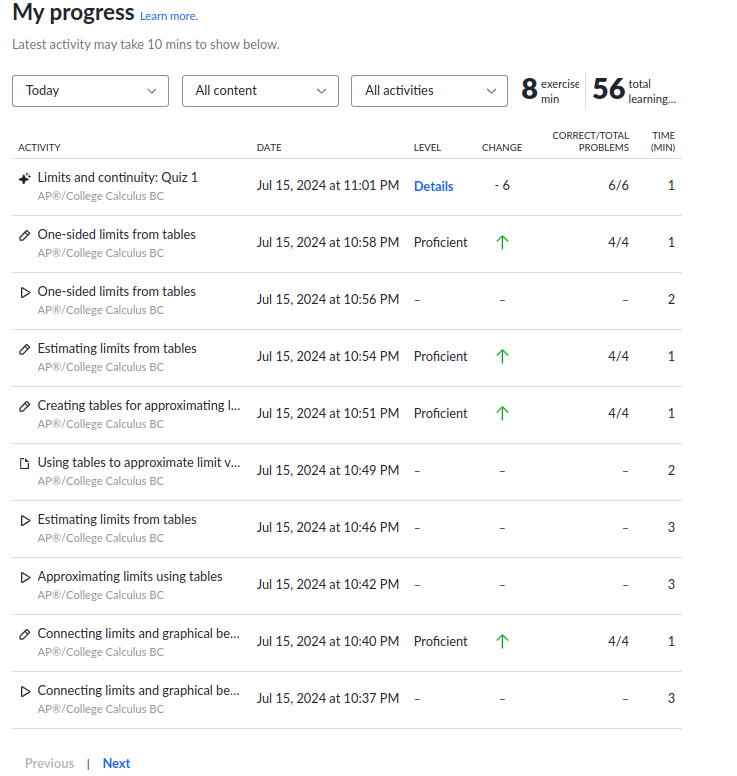 My progress Learn more.
Latest activity may take 10 mins to show below.
Today All content All activities 8 exercise min 56 total learning...
ACTIVITY DATE LEVEL CHANGE CORRECT/TOTAL PROBLEMS TIME (MIN)
Limits and continuity: Quiz 1 Jul 15, 2024 at 11:01 PM Details - 6 6/6 1
AP®/College Calculus BC
One-sided limits from tables Jul 15, 2024 at 10:58 PM Proficient ↑ 4/4 1
AP®/College Calculus BC
One-sided limits from tables Jul 15, 2024 at 10:56 PM – – – 2
AP®/College Calculus BC
Estimating limits from tables Jul 15, 2024 at 10:54 PM Proficient ↑ 4/4 1
AP®/College Calculus BC
Creating tables for approximating l... Jul 15, 2024 at 10:51 PM Proficient ↑ 4/4 1
AP®/College Calculus BC
Using tables to approximate limit v... Jul 15, 2024 at 10:49 PM – – – 2
AP®/College Calculus BC
Estimating limits from tables Jul 15, 2024 at 10:46 PM – – – 3
AP®/College Calculus BC
Approximating limits using tables Jul 15, 2024 at 10:42 PM – – – 3
AP®/College Calculus BC
Connecting limits and graphical be... Jul 15, 2024 at 10:40 PM Proficient ↑ 4/4 1
AP®/College Calculus BC
Connecting limits and graphical be... Jul 15, 2024 at 10:37 PM – – – 3
AP®/College Calculus BC
Previous | Next